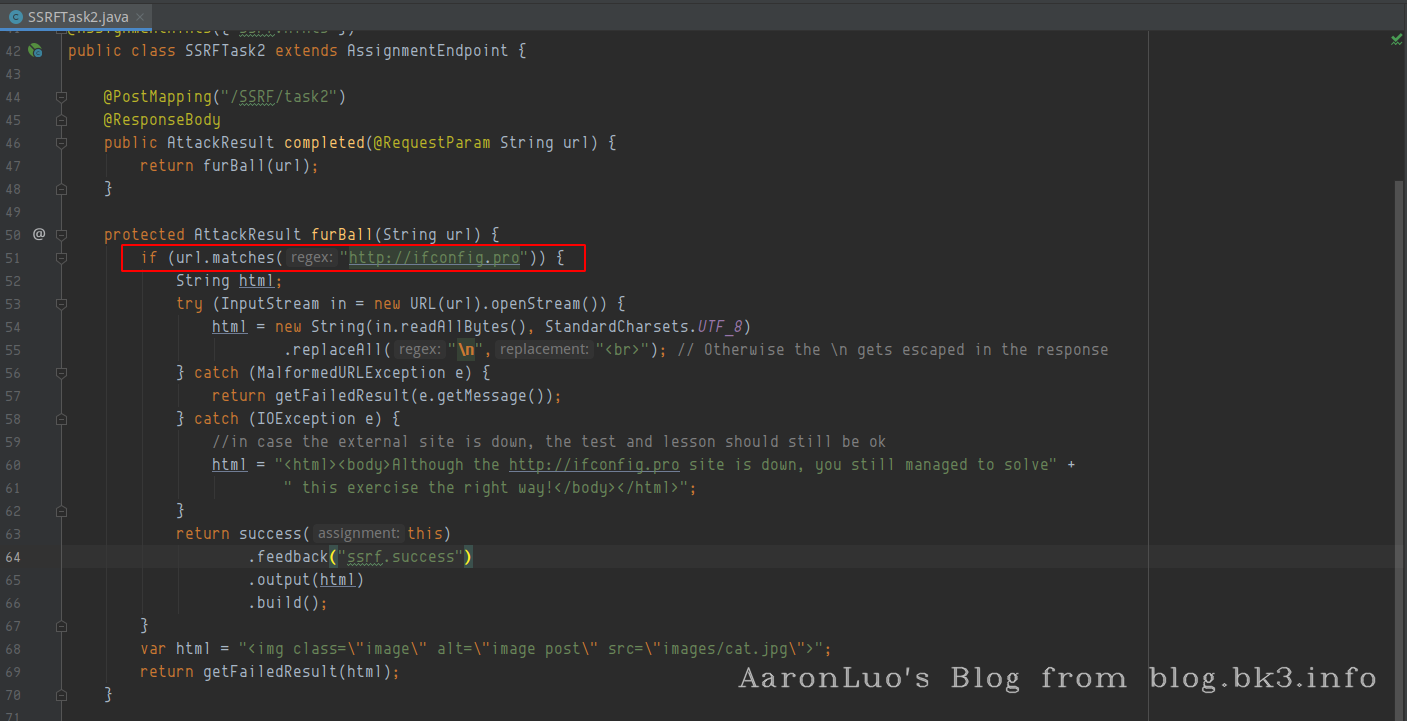 SSRFTask2.java
42 public class SSRFTask2 extends AssignmentEndpoint {
43
44 @PostMapping("/SSRF/task2")
45 @ResponseBody
46 public AttackResult completed(@RequestParam String url) {
47 return furBall(url);
48 }
49
50 @ protected AttackResult furBall(String url) {
51 if (url.matches( regex: "http://ifconfig.pro")) {
52 String html;
53 try (InputStream in = new URL(url).openStream()) {
54 html = new String(in.readAllBytes(), StandardCharsets.UTF_8)
55 .replaceAll( regex: "\n", replacement: "<br>"); // Otherwise the \n gets escaped in the response
56 } catch (MalformedURLException e) {
57 return getFailedResult(e.getMessage());
58 } catch (IOException e) {
59 //in case the external site is down, the test and lesson should still be ok
60 html = "<html><body>Although the http://ifconfig.pro site is down, you still managed to solve" +
61 " this exercise the right way!</body></html>";
62 }
63 return success( assignment: this)
64 .feedback("ssrf.success")
65 .output(html)
66 .build();
67 }
68 var html = "<img class=\"image\" alt=\"image post\" src=\"images/cat.jpg\">";
69 return getFailedResult(html);
70 }
71
AaronLuo's Blog from blog.bk3.info